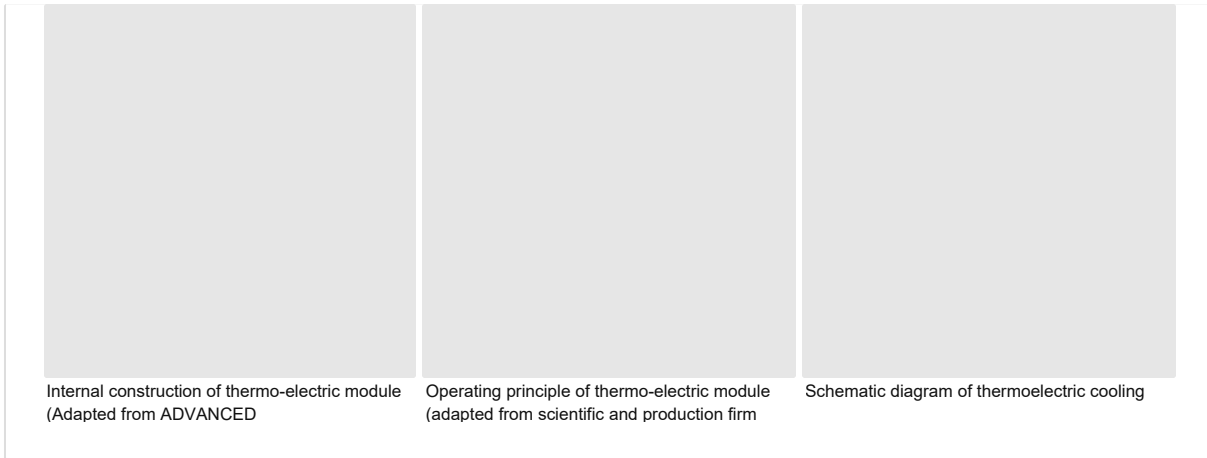 Internal construction of thermo-electric module
(Adapted from ADVANCED
Operating principle of thermo-electric module
(adapted from scientific and production firm
Schematic diagram of thermoelectric cooling